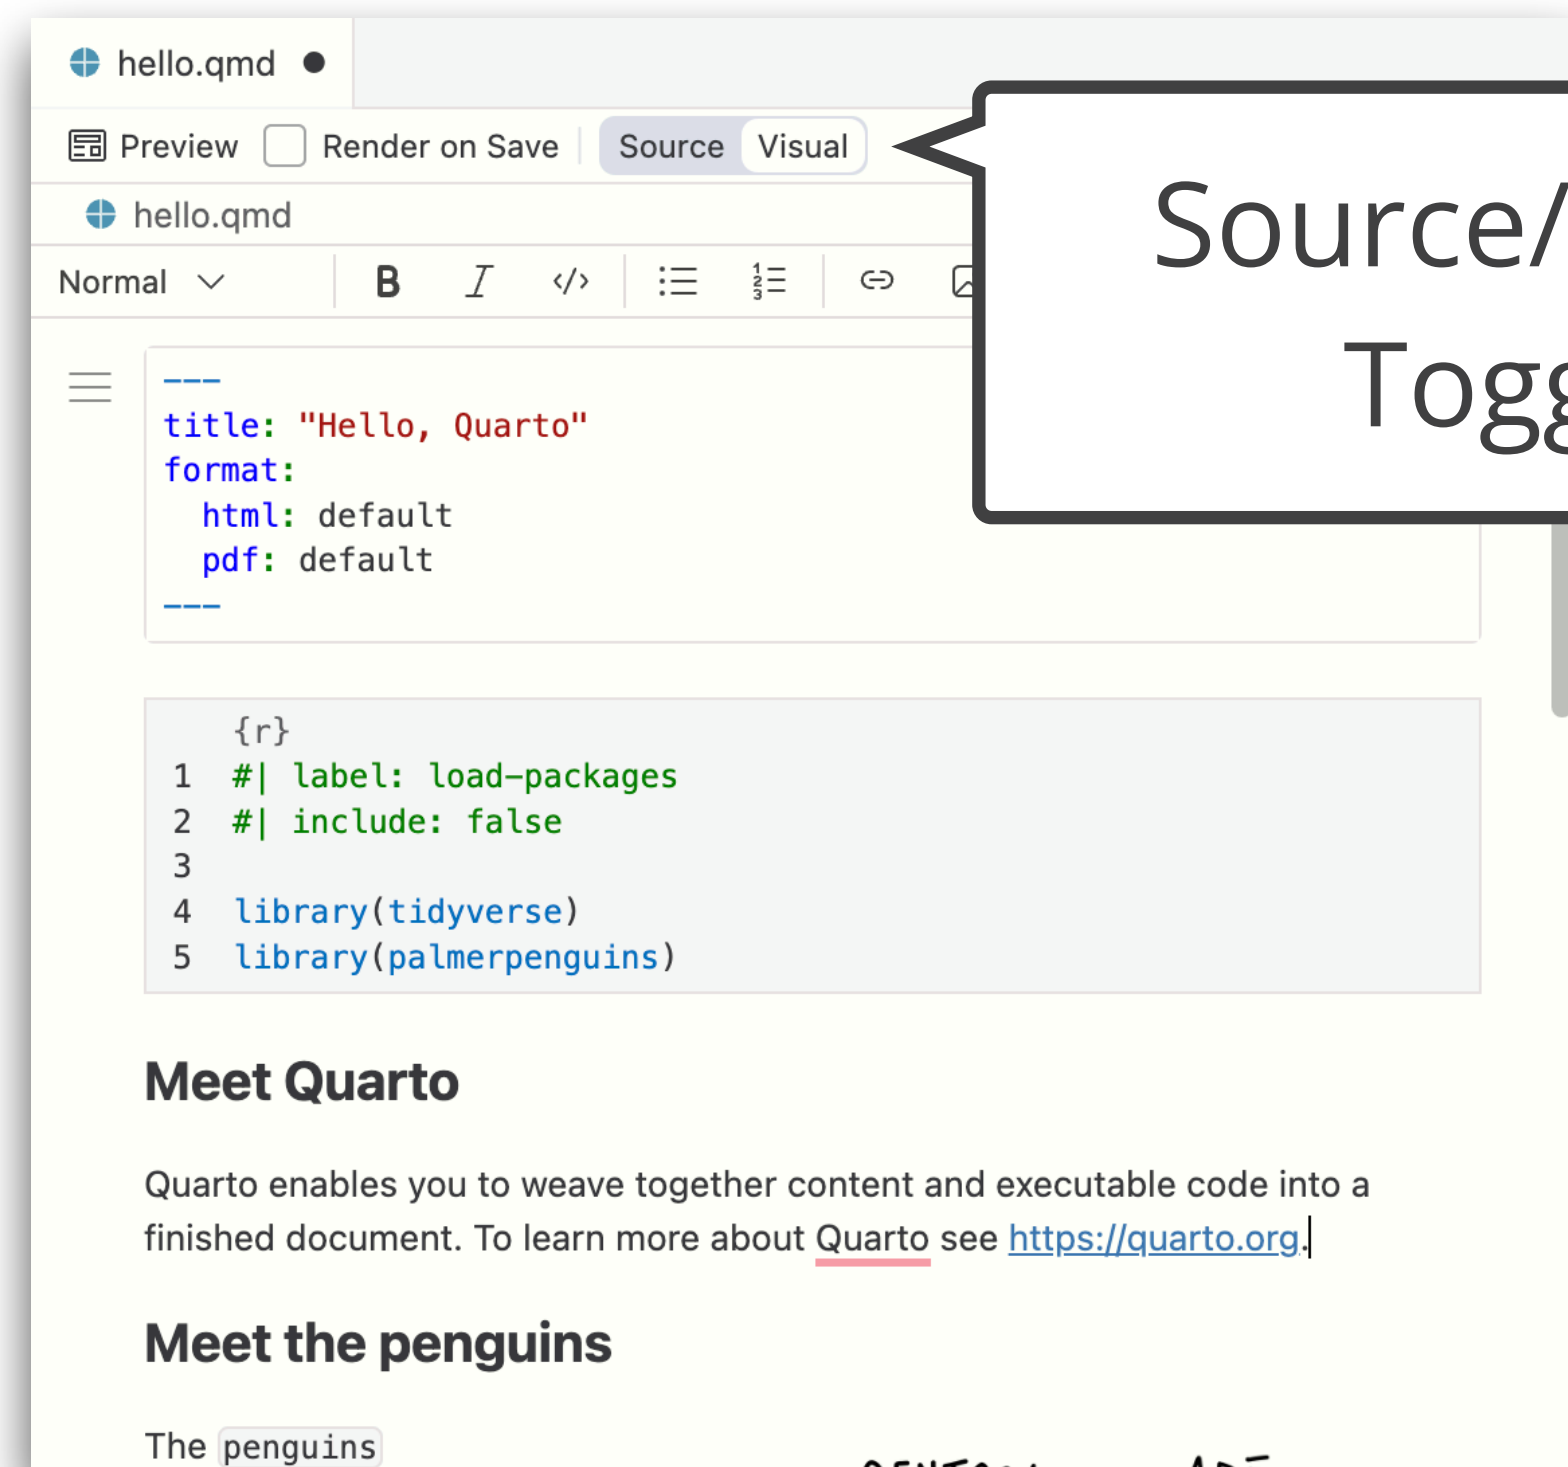 hello.qmd
Preview Render on Save Source Visual
Source/
Togg
hello.qmd
Normal B I </>
---
title: "Hello, Quarto"
format:
  html: default
  pdf: default
---
{r}
1 #| label: load-packages
2 #| include: false
3
4 library(tidyverse)
5 library(palmerpenguins)
Meet Quarto
Quarto enables you to weave together content and executable code into a
finished document. To learn more about Quarto see https://quarto.org.
Meet the penguins
The penguins